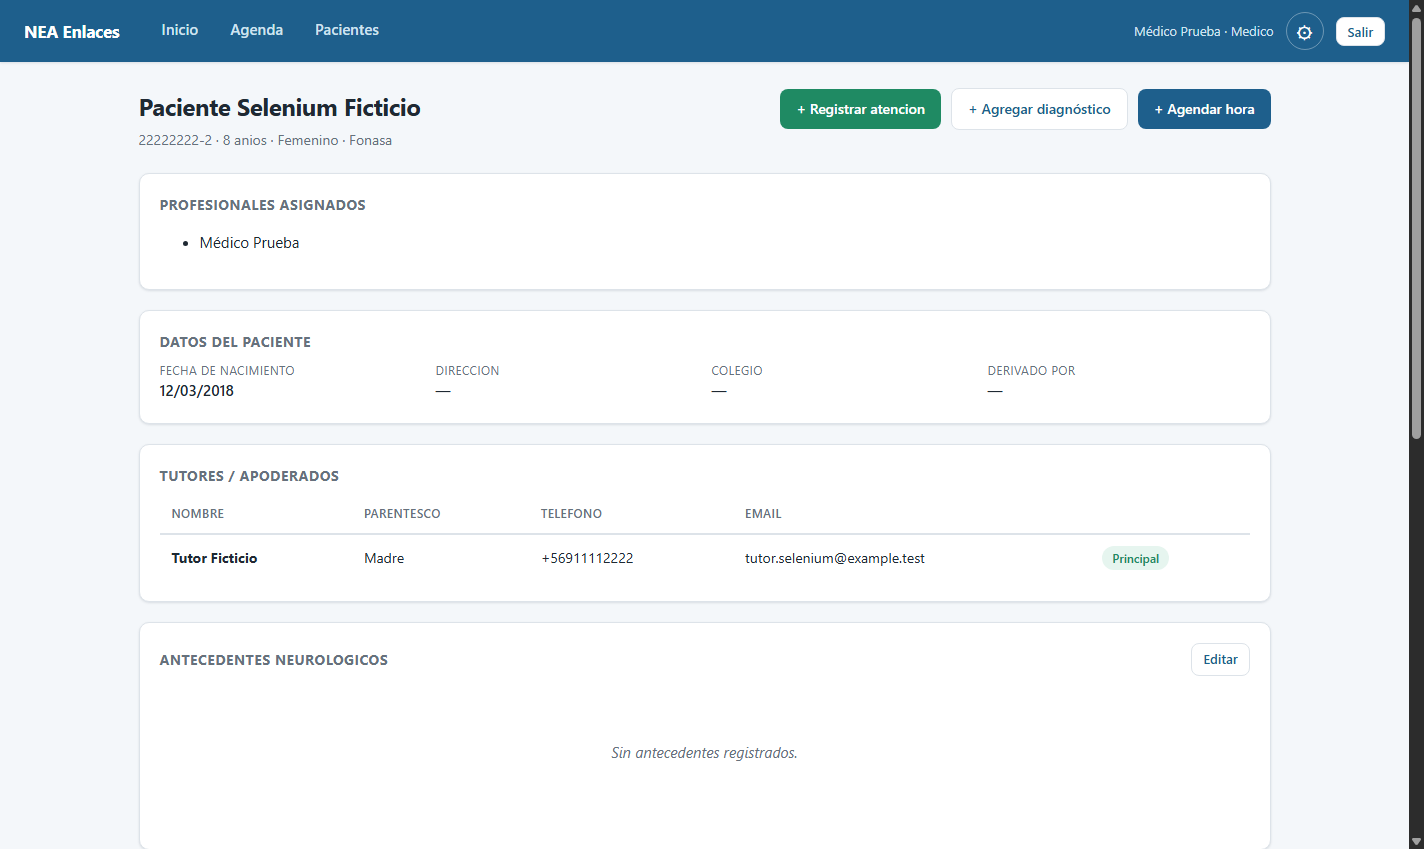 NEA Enlaces Inicio Agenda Pacientes Médico Prueba · Medico Salir
Paciente Selenium Ficticio + Registrar atencion + Agregar diagnóstico + Agendar hora
22222222-2 · 8 anios · Femenino · Fonasa
PROFESIONALES ASIGNADOS
• Médico Prueba
DATOS DEL PACIENTE
FECHA DE NACIMIENTO DIRECCION COLEGIO DERIVADO POR
12/03/2018 — — —
TUTORES / APODERADOS
NOMBRE PARENTESCO TELEFONO EMAIL
Tutor Ficticio Madre +56911112222 tutor.selenium@example.test Principal
ANTECEDENTES NEUROLOGICOS Editar
Sin antecedentes registrados.